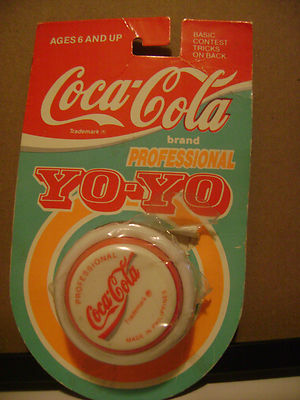 AGES 6 AND UP
BASIC
CONTEST
TRICKS
ON BACK.
Coca-Cola
Trademark ®
brand
PROFESSIONAL
YO-YO
PROFESSIONAL
Coca-Cola
Trademark ®
MADE IN PHILIPPINES